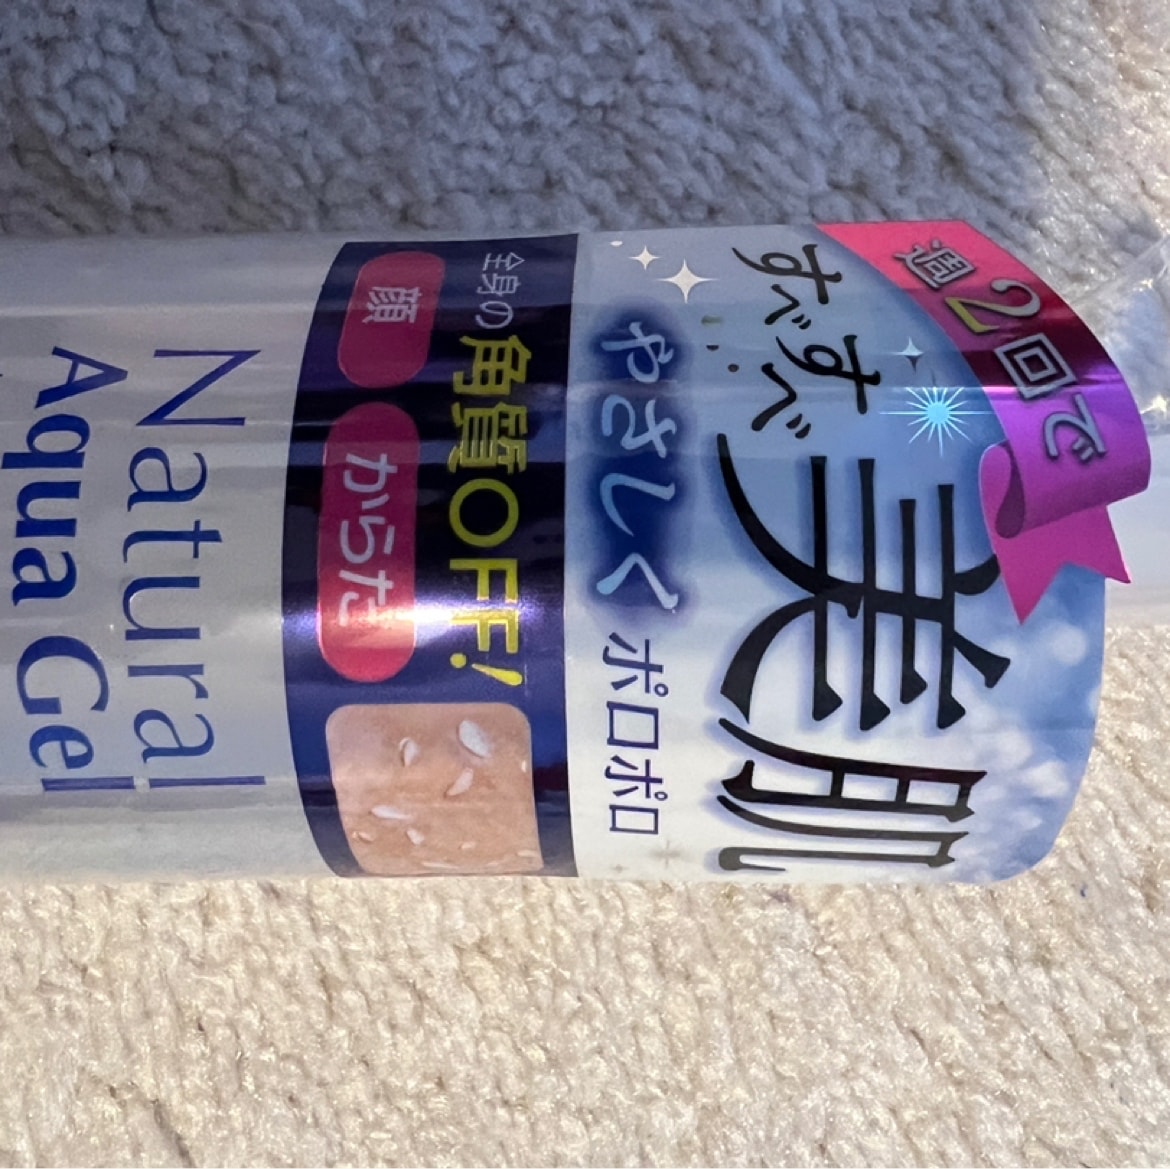 週2回で
すべすべ
美肌
やさしく ポロポロ
全身の角質OFF!
顔 からだ
Natural
Aqua Gel